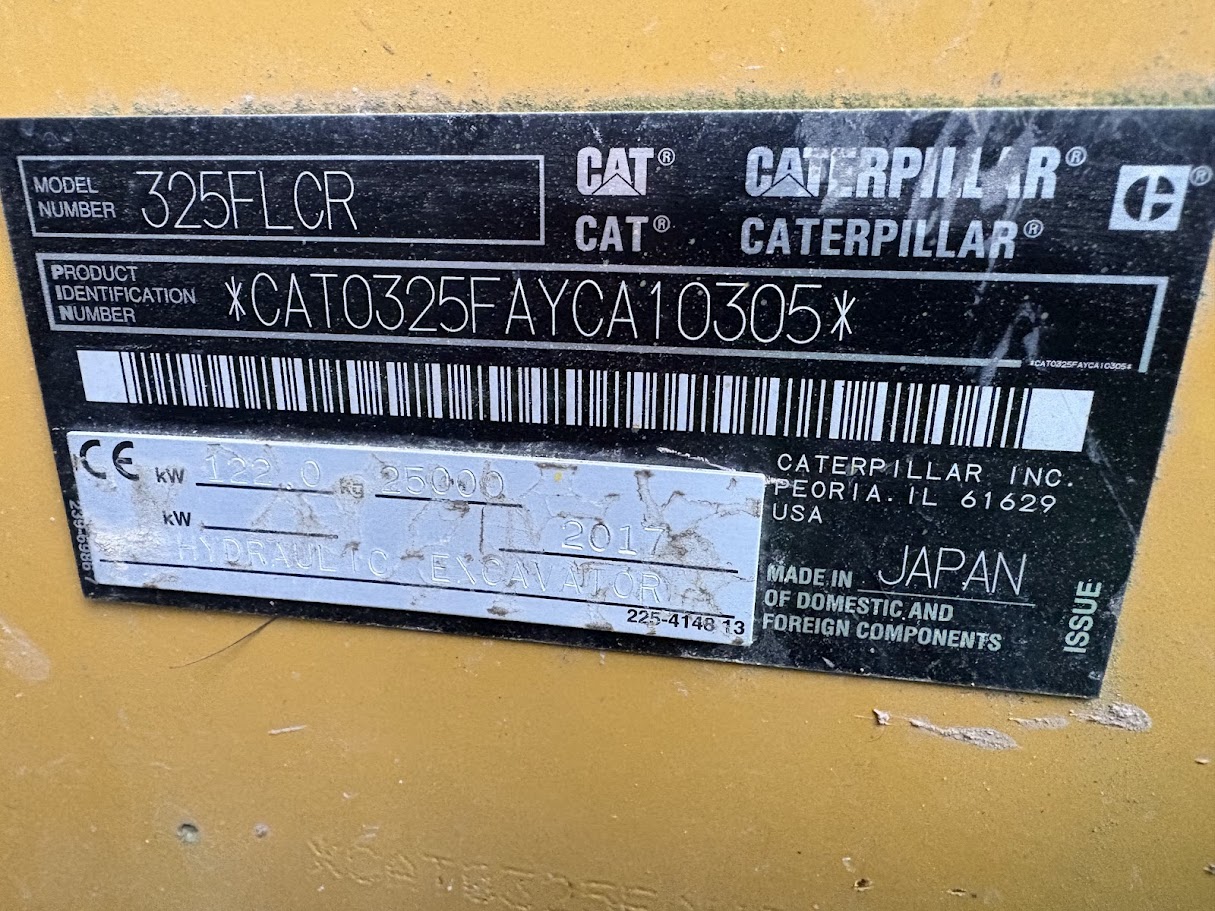 MODEL NUMBER 325FLCR
CAT® CATERPILLAR®
CAT® CATERPILLAR®
PRODUCT IDENTIFICATION NUMBER *CAT0325FAYCA10305*
*CAT0325FAYCA10305*
CE kW 122.0 Kg 25000
kW 2017
HYDRAULIC EXCAVATOR
225-4148 13
CATERPILLAR INC.
PEORIA. IL 61629
USA
MADE IN JAPAN
OF DOMESTIC AND
FOREIGN COMPONENTS
ISSUE